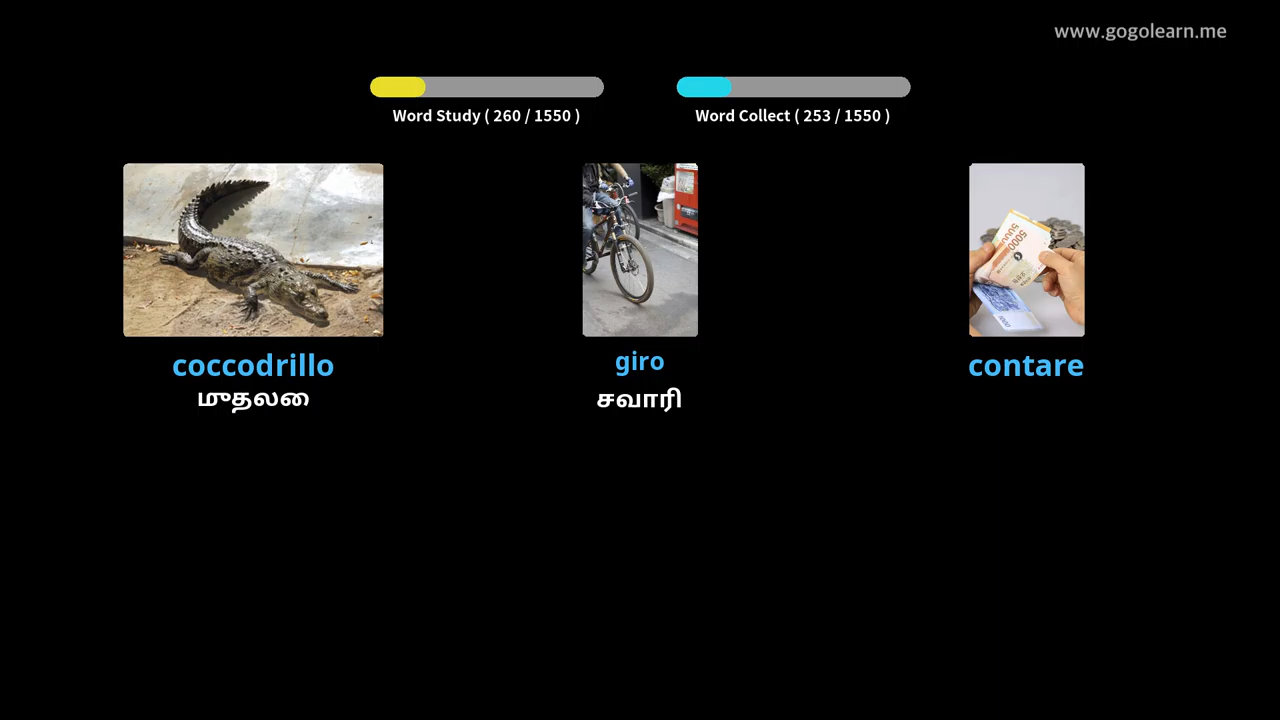 www.gogolearn.me
Word Study ( 260 / 1550 )
Word Collect ( 253 / 1550 )
coccodrillo
முதலை
giro
சவாரி
contare